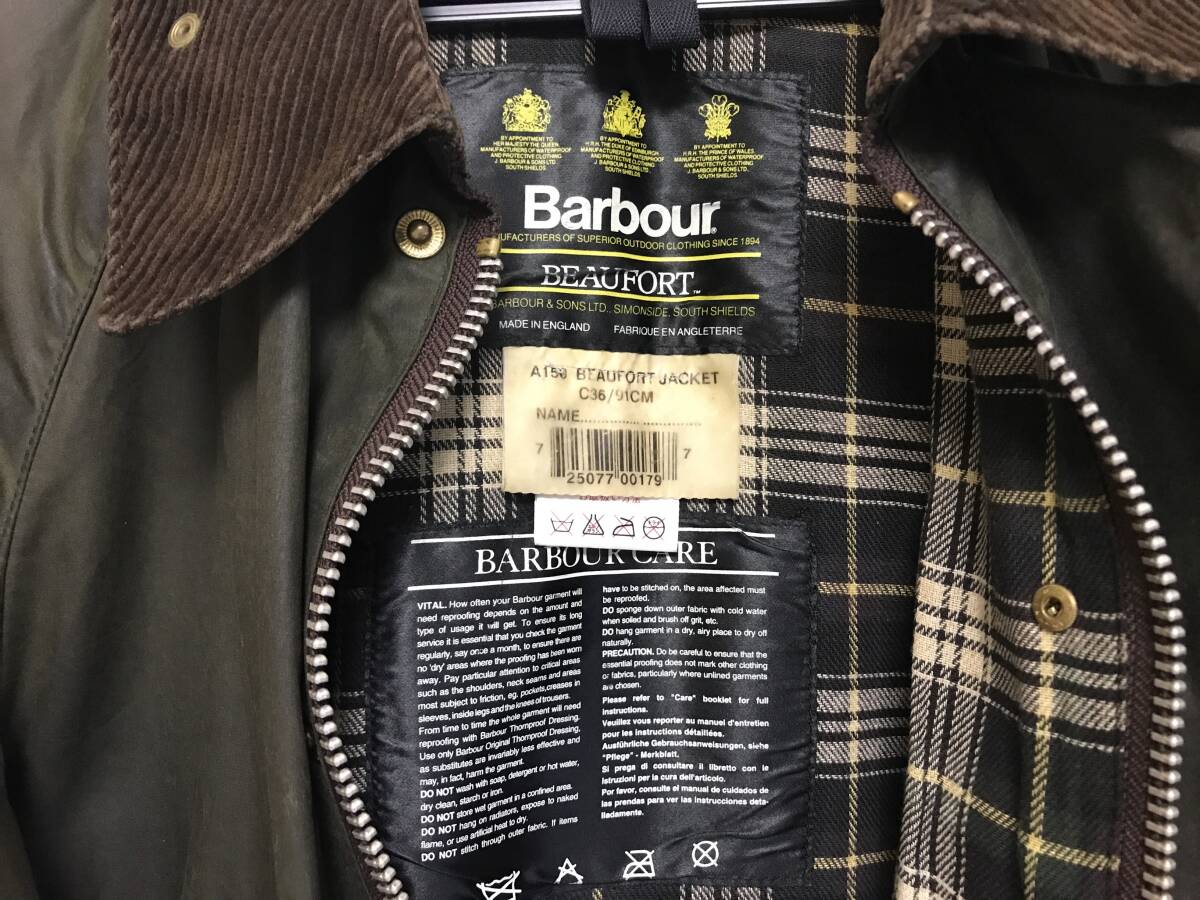 BY APPOINTMENT TO
HER MAJESTY THE QUEEN
MANUFACTURERS OF WATERPROOF
AND PROTECTIVE CLOTHING
J. BARBOUR & SONS LTD.
SOUTH SHIELDS
BY APPOINTMENT TO
H.R.H. THE DUKE OF EDINBURGH
MANUFACTURERS OF WATERPROOF
AND PROTECTIVE CLOTHING
J. BARBOUR & SONS LTD.
SOUTH SHIELDS
BY APPOINTMENT TO
H.R.H. THE PRINCE OF WALES
MANUFACTURERS OF WATERPROOF
AND PROTECTIVE CLOTHING
J. BARBOUR & SONS LTD.,
SOUTH SHIELDS
Barbour®
UFACTURERS OF SUPERIOR OUTDOOR CLOTHING SINCE 1894
BEAUFORT™
BARBOUR & SONS LTD., SIMONSIDE, SOUTH SHIELDS
MADE IN ENGLAND FABRIQUE EN ANGLETERRE
A150 BEAUFORT JACKET
C36/91CM
NAME
7 25077 00179 7
BARBOUR CARE
VITAL. How often your Barbour garment will
need reproofing depends on the amount and
type of usage it will get. To ensure its long
service it is essential that you check the garment
regularly, say once a month, to ensure there are
no 'dry' areas where the proofing has been worn
away. Pay particular attention to critical areas
such as the shoulders, neck seams and areas
most subject to friction, eg. pockets, creases in
sleeves, inside legs and the knees of trousers.
From time to time the whole garment will need
reproofing with Barbour Thornproof Dressing.
Use only Barbour Original Thornproof Dressing,
as substitutes are invariably less effective and
may, in fact, harm the garment.
DO NOT wash with soap, detergent or hot water,
dry clean, starch or iron.
DO NOT store wet garment in a confined area.
DO NOT hang on radiators, expose to naked
flame, or use artificial heat to dry.
DO NOT stitch through outer fabric. If items
have to be stitched on, the area affected must
be reproofed.
DO sponge down outer fabric with cold water
when soiled and brush off grit, etc.
DO hang garment in a dry, airy place to dry off
naturally.
PRECAUTION. Do be careful to ensure that the
essential proofing does not mark other clothing
or fabrics, particularly where unlined garments
are chosen.
Please refer to "Care" booklet for full
instructions.
Veuillez vous reporter au manuel d'entretien
pour les instructions détaillées.
Ausführliche Gebrauchsanweisungen, siehe
"Pflege" - Merkblatt.
Si prega di consultare il libretto con le
istruzioni per la cura dell'articolo.
Por favor, consulte el manual de cuidados de
las prendas para ver las instrucciones deta-
lladamente.